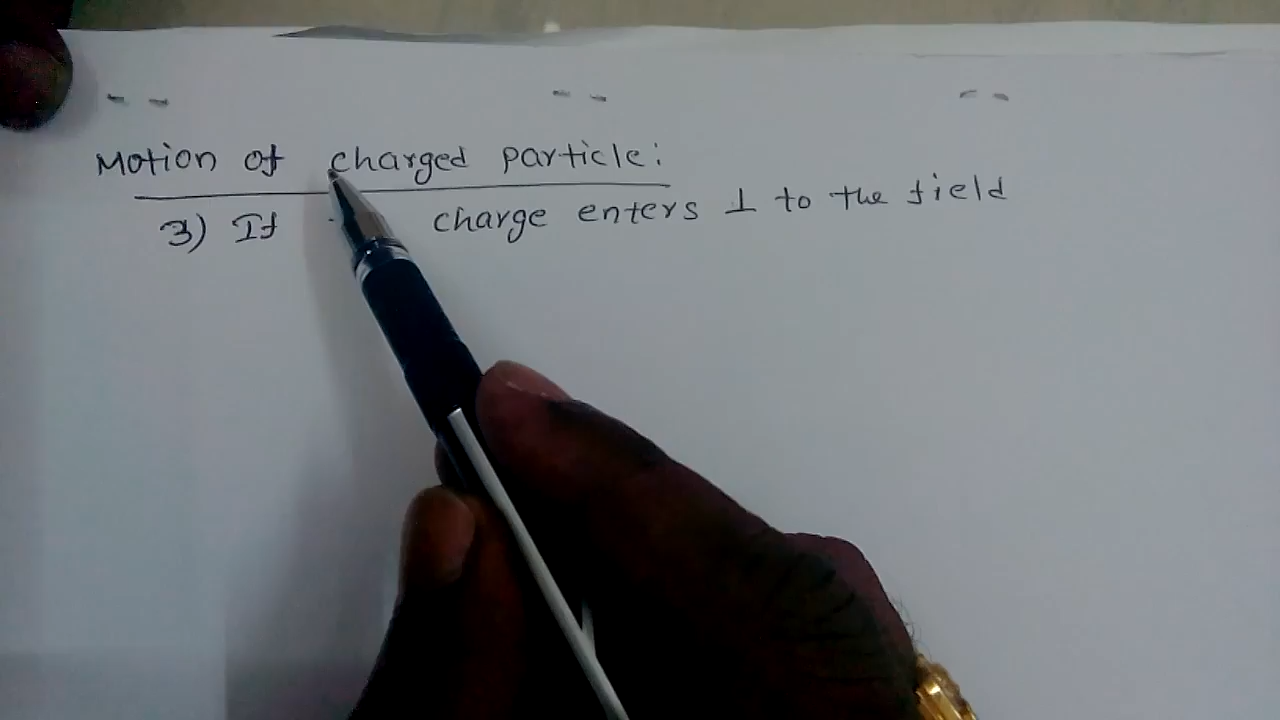 Motion of charged particle:
3) If charge enters ⊥ to the field